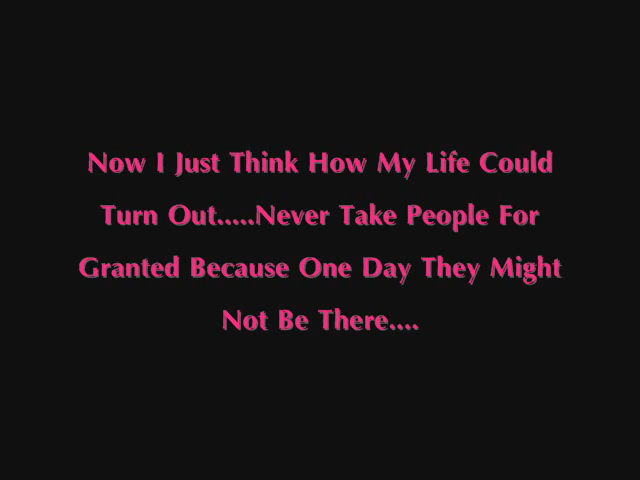 Now I Just Think How My Life Could
Turn Out.....Never Take People For
Granted Because One Day They Might
Not Be There....